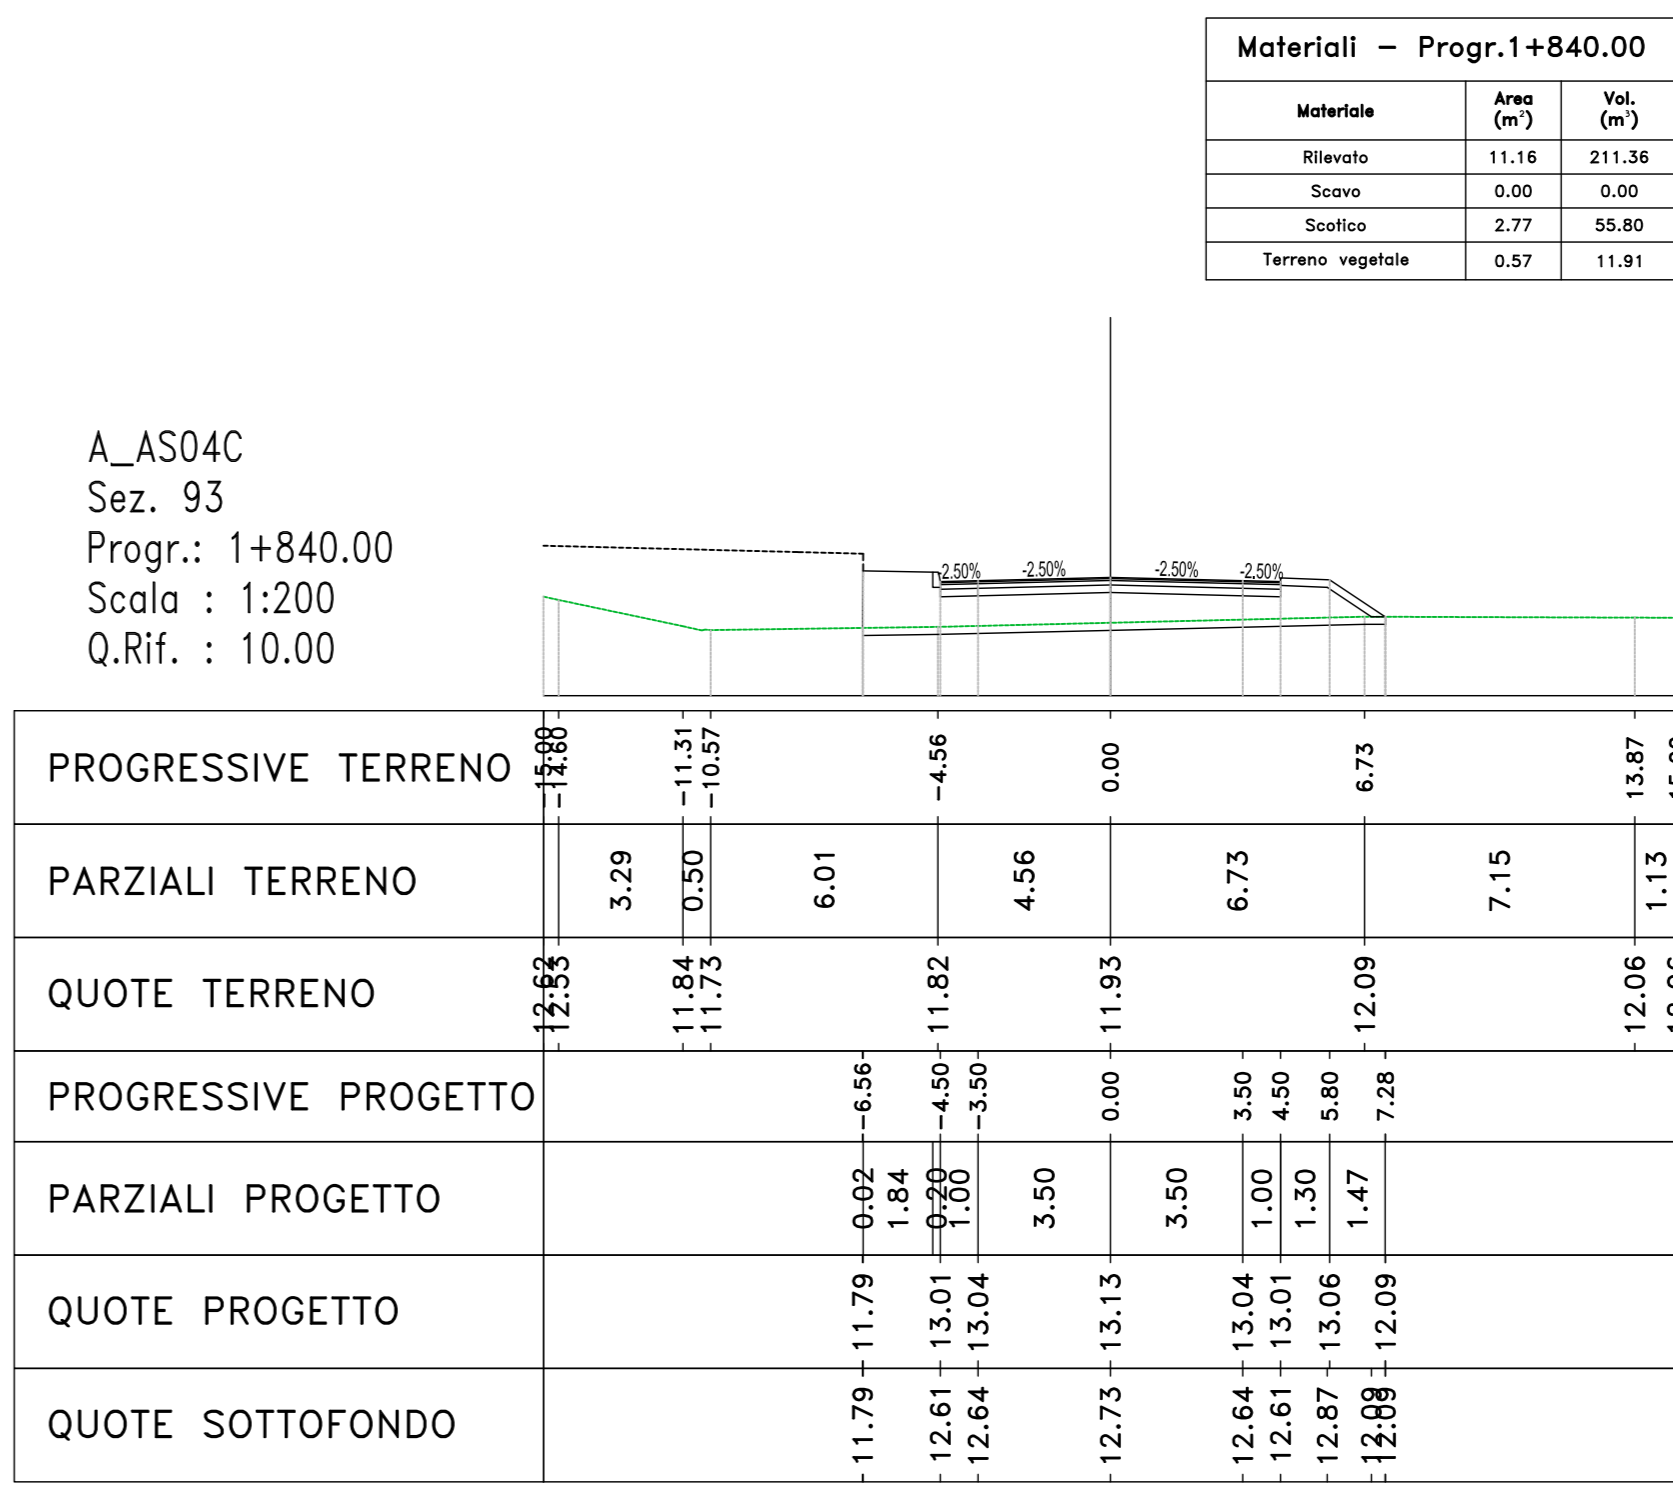 Materiali – Progr.1+840.00
Materiale Area (m²) Vol. (m³)
Rilevato 11.16 211.36
Scavo 0.00 0.00
Scotico 2.77 55.80
Terreno vegetale 0.57 11.91
A_AS04C
Sez. 93
Progr.: 1+840.00
Scala : 1:200
Q.Rif. : 10.00
-2.50% -2.50% -2.50% -2.50%
PROGRESSIVE TERRENO -15.00 -14.60 -11.31 -10.57 -4.56 0.00 6.73 13.87
PARZIALI TERRENO 3.29 0.50 6.01 4.56 6.73 7.15 1.13
QUOTE TERRENO 12.62 12.53 11.84 11.73 11.82 11.93 12.09 12.06
PROGRESSIVE PROGETTO -6.56 -4.50 -3.50 0.00 3.50 4.50 5.80 7.28
PARZIALI PROGETTO 0.02 1.84 0.20 1.00 3.50 3.50 1.00 1.30 1.47
QUOTE PROGETTO 11.79 13.01 13.04 13.13 13.04 13.01 13.06 12.09
QUOTE SOTTOFONDO 11.79 12.61 12.64 12.73 12.64 12.61 12.87 12.09 12.09